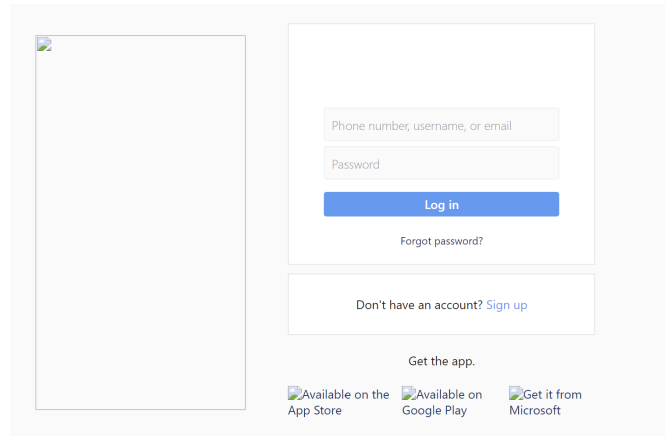 Phone number, username, or email
Password
Log in
Forgot password?
Don't have an account? Sign up
Get the app.
Available on the App Store
Available on Google Play
Get it from Microsoft